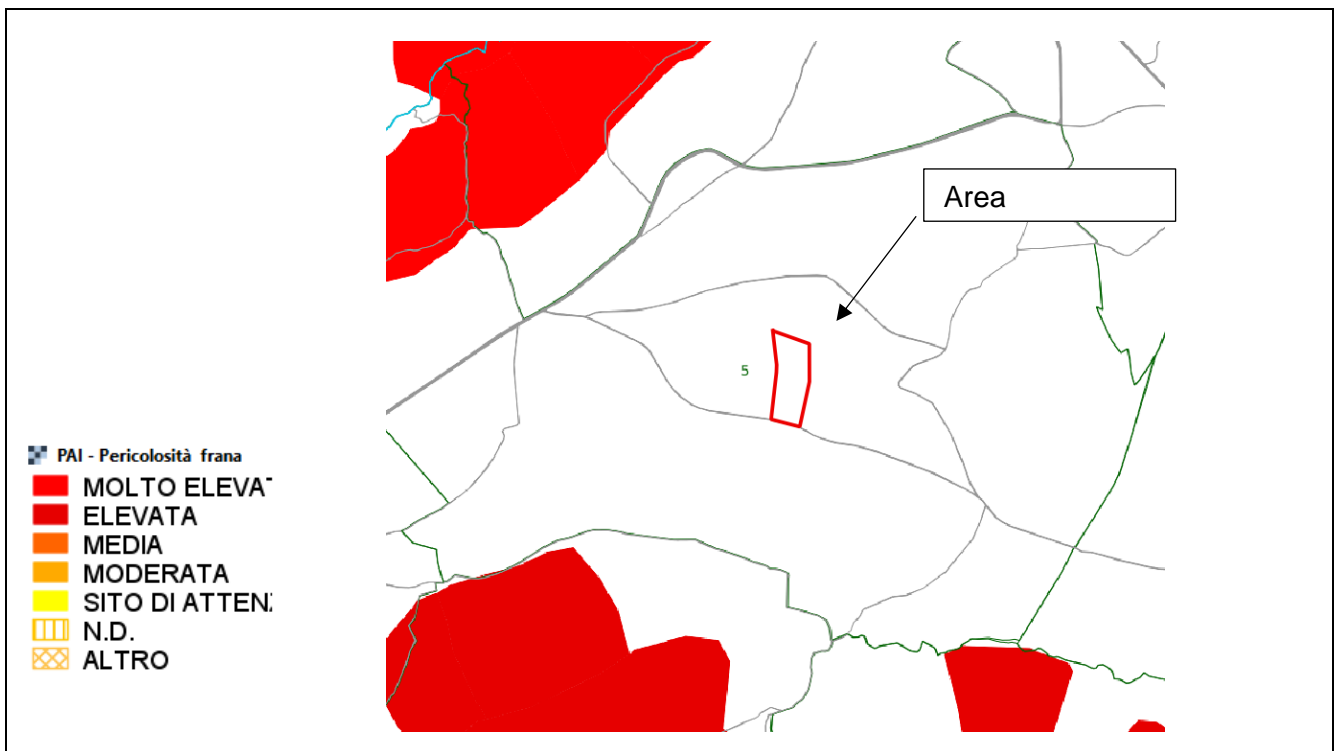 Area
5
PAI - Pericolosità frana
MOLTO ELEVAT
ELEVATA
MEDIA
MODERATA
SITO DI ATTEN
N.D.
ALTRO